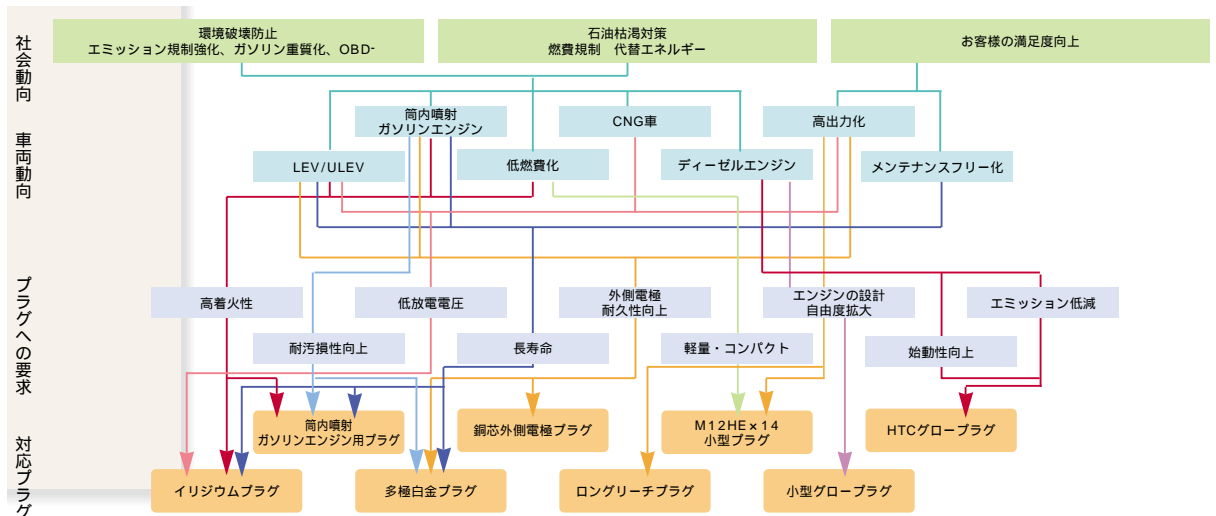 社会動向
環境破壊防止
エミッション規制強化、ガソリン重質化、OBD-
石油枯渇対策
燃費規制 代替エネルギー
お客様の満足度向上
車両動向
筒内噴射
ガソリンエンジン
CNG車
高出力化
LEV/ULEV
低燃費化
ディーゼルエンジン
メンテナンスフリー化
プラグへの要求
高着火性
低放電電圧
外側電極
耐久性向上
エンジンの設計
自由度拡大
エミッション低減
耐汚損性向上
長寿命
軽量・コンパクト
始動性向上
対応プラグ
筒内噴射
ガソリンエンジン用プラグ
銅芯外側電極プラグ
M12HE×14
小型プラグ
HTCグロープラグ
イリジウムプラグ
多極白金プラグ
ロングリーチプラグ
小型グロープラグ